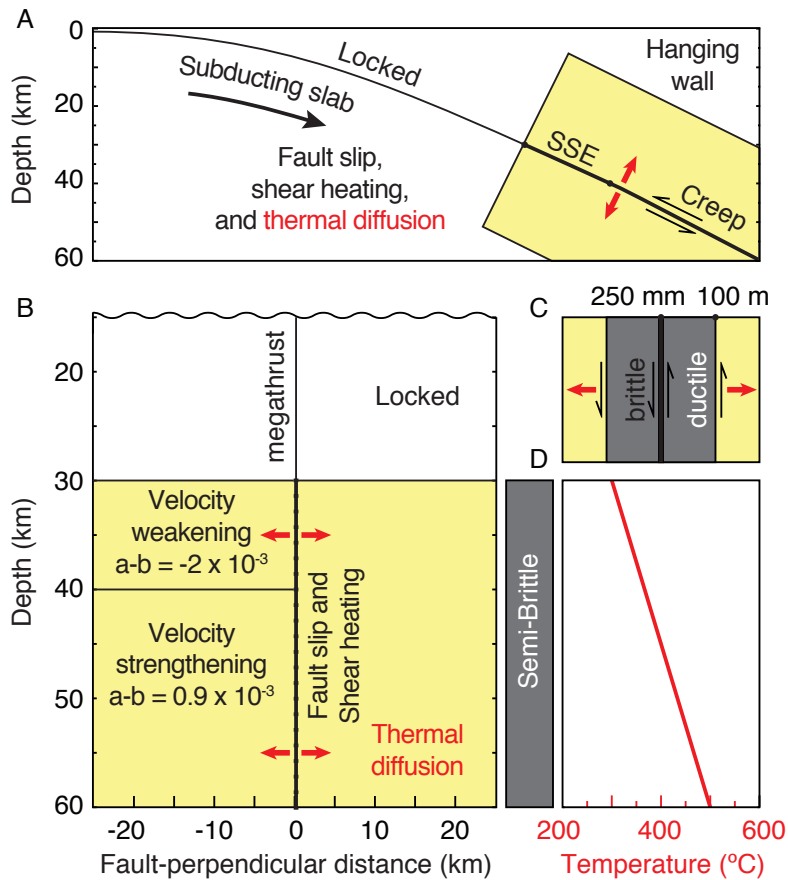 A
0
10
20
30
40
50
60
Depth (km)
Locked
Subducting slab
Fault slip,
shear heating,
and thermal diffusion
Hanging
wall
SSE
Creep
B
20
30
40
50
60
Depth (km)
megathrust
Locked
Velocity
weakening
a-b = -2 x 10⁻³
Velocity
strengthening
a-b = 0.9 x 10⁻³
Fault slip and
Shear heating
Thermal
diffusion
-20
-10
0
10
20
Fault-perpendicular distance (km)
C
250 mm
100 m
brittle
ductile
D
Semi-Brittle
200
400
600
Temperature (ºC)